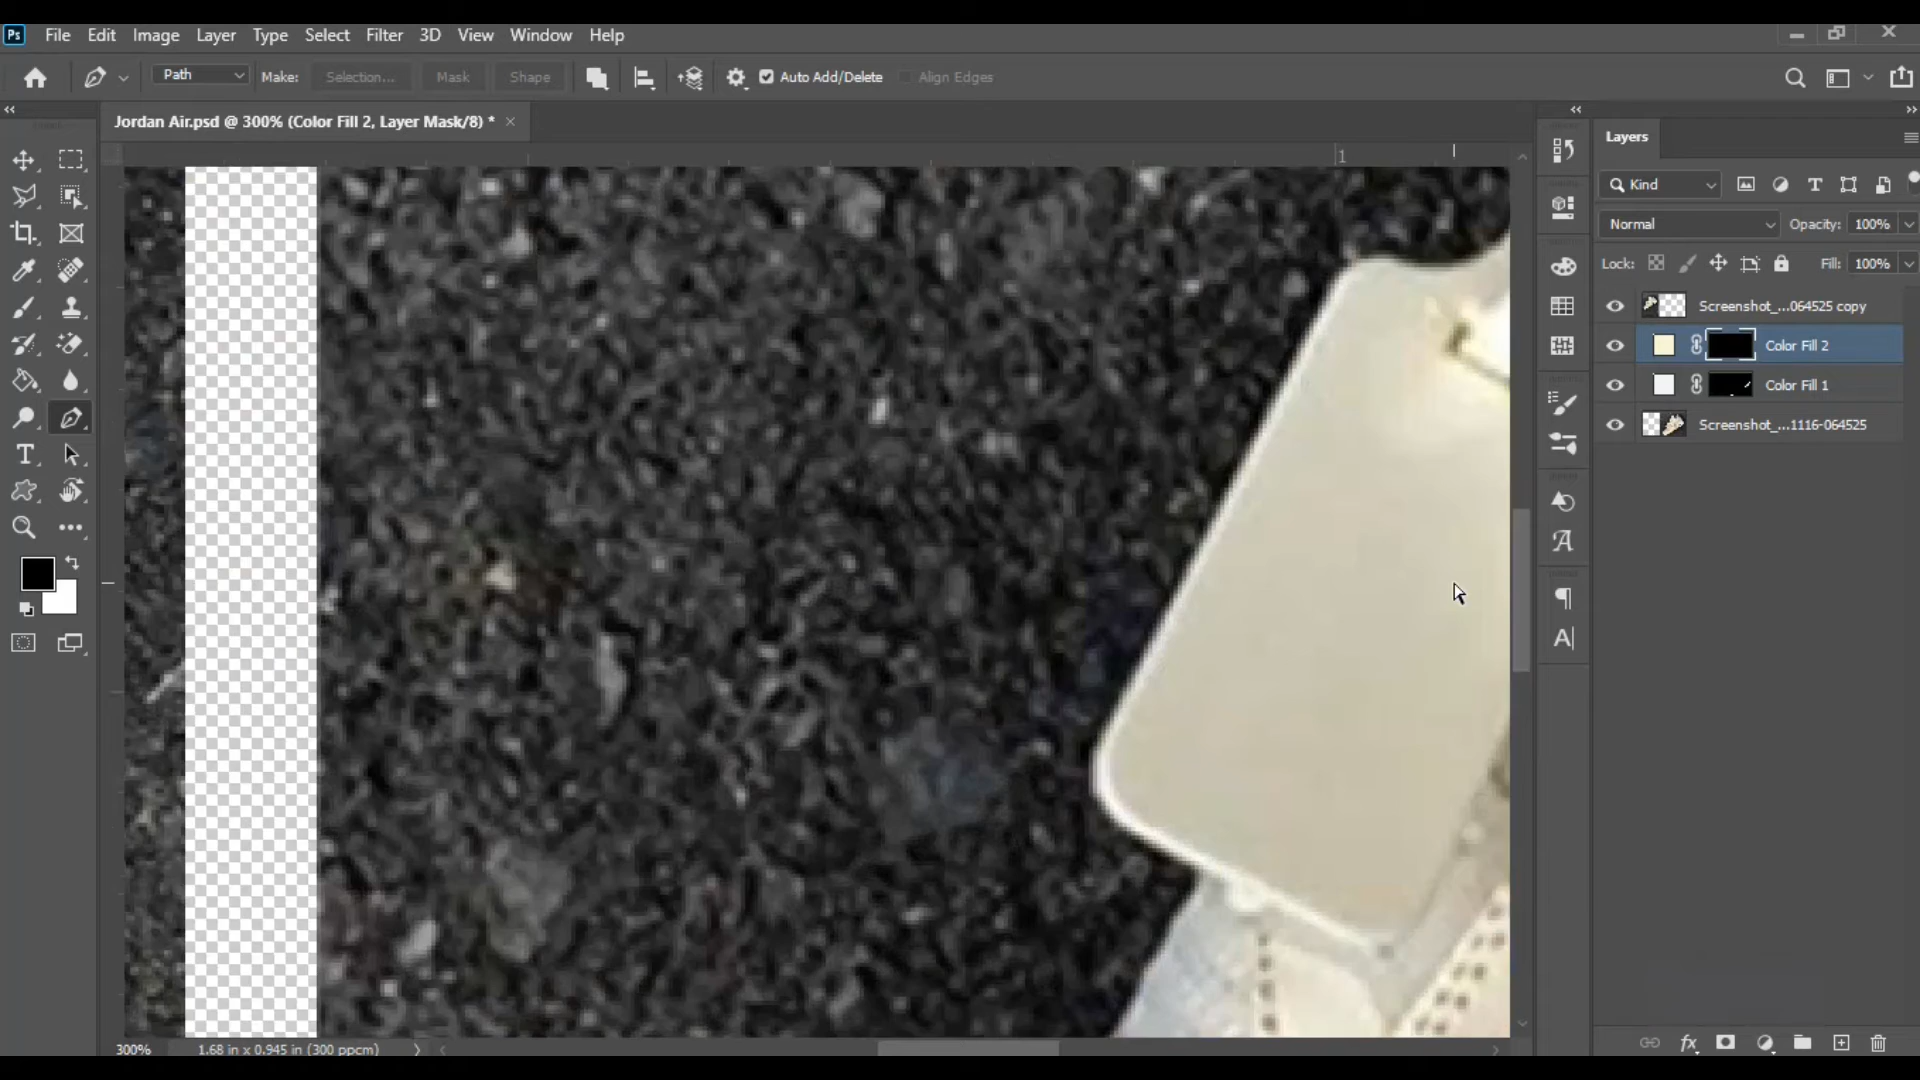 Ps File Edit Image Layer Type Select Filter 3D View Window Help
Path Make: Selection... Mask Shape Auto Add/Delete Align Edges
Jordan Air.psd @ 300% (Color Fill 2, Layer Mask/8) *
1
Layers
Kind
Normal Opacity: 100%
Lock: Fill: 100%
Screenshot_...064525 copy
Color Fill 2
Color Fill 1
Screenshot_...1116-064525
300% 1.68 in x 0.945 in (300 ppcm)